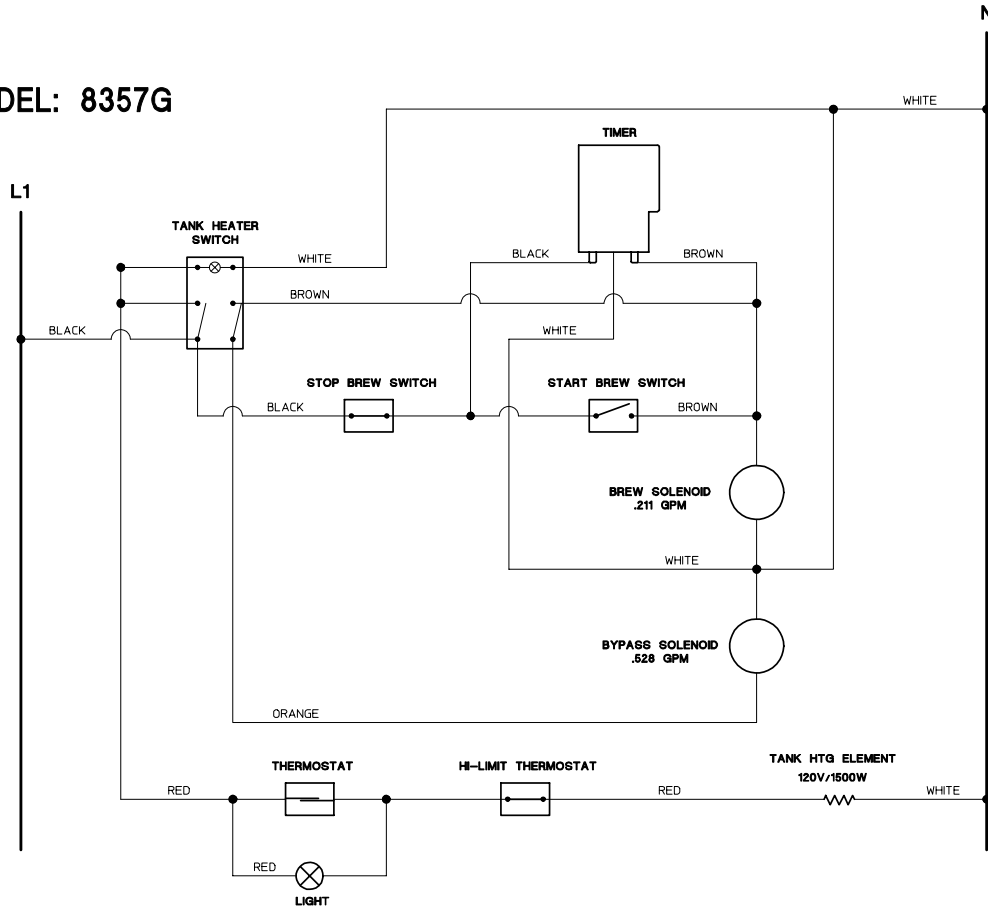 N
DEL: 8357G
WHITE
TIMER
L1
TANK HEATER
SWITCH
WHITE
BLACK
BROWN
BROWN
BLACK
WHITE
STOP BREW SWITCH
START BREW SWITCH
BLACK
BROWN
BREW SOLENOID
.211 GPM
WHITE
BYPASS SOLENOID
.528 GPM
ORANGE
THERMOSTAT
HI-LIMIT THERMOSTAT
TANK HTG ELEMENT
120V/1500W
RED
RED
WHITE
RED
LIGHT